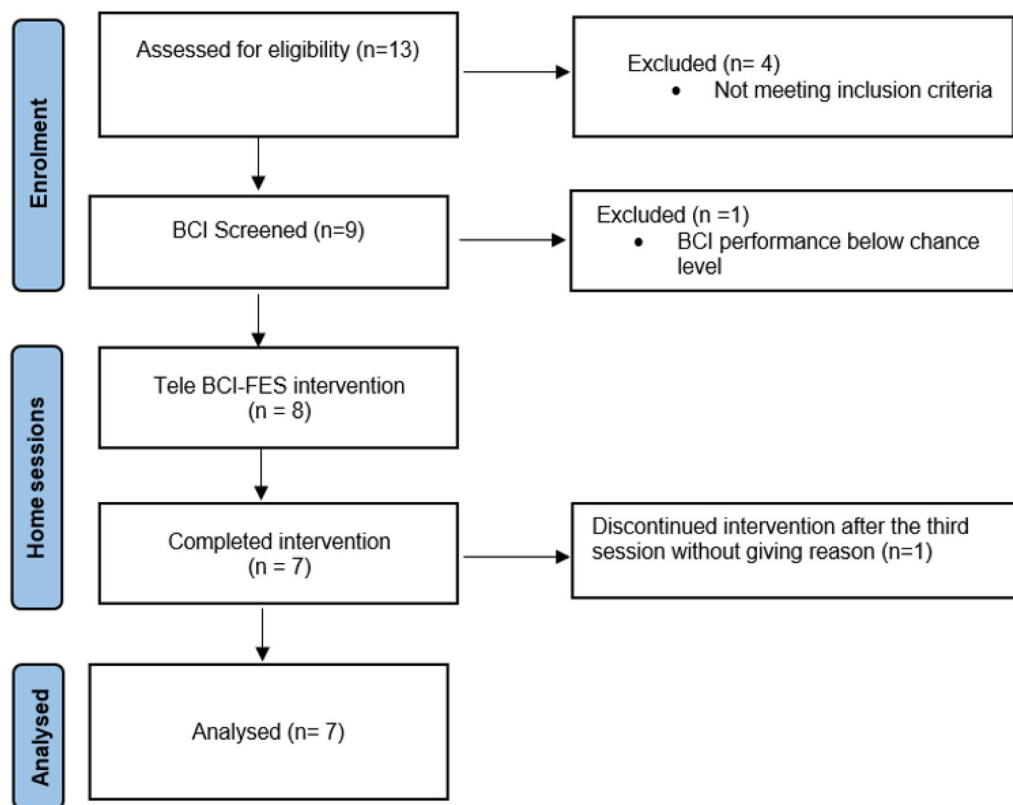 Enrolment
Assessed for eligibility (n=13)
Excluded (n= 4)
• Not meeting inclusion criteria
BCI Screened (n=9)
Excluded (n =1)
• BCI performance below chance
level
Home sessions
Tele BCI-FES intervention
(n = 8)
Completed intervention
(n = 7)
Discontinued intervention after the third
session without giving reason (n=1)
Analysed
Analysed (n= 7)